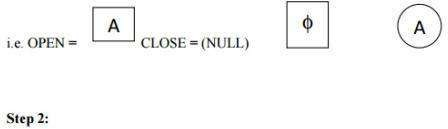 i.e. OPEN = A CLOSE = (NULL) ϕ A
Step 2: